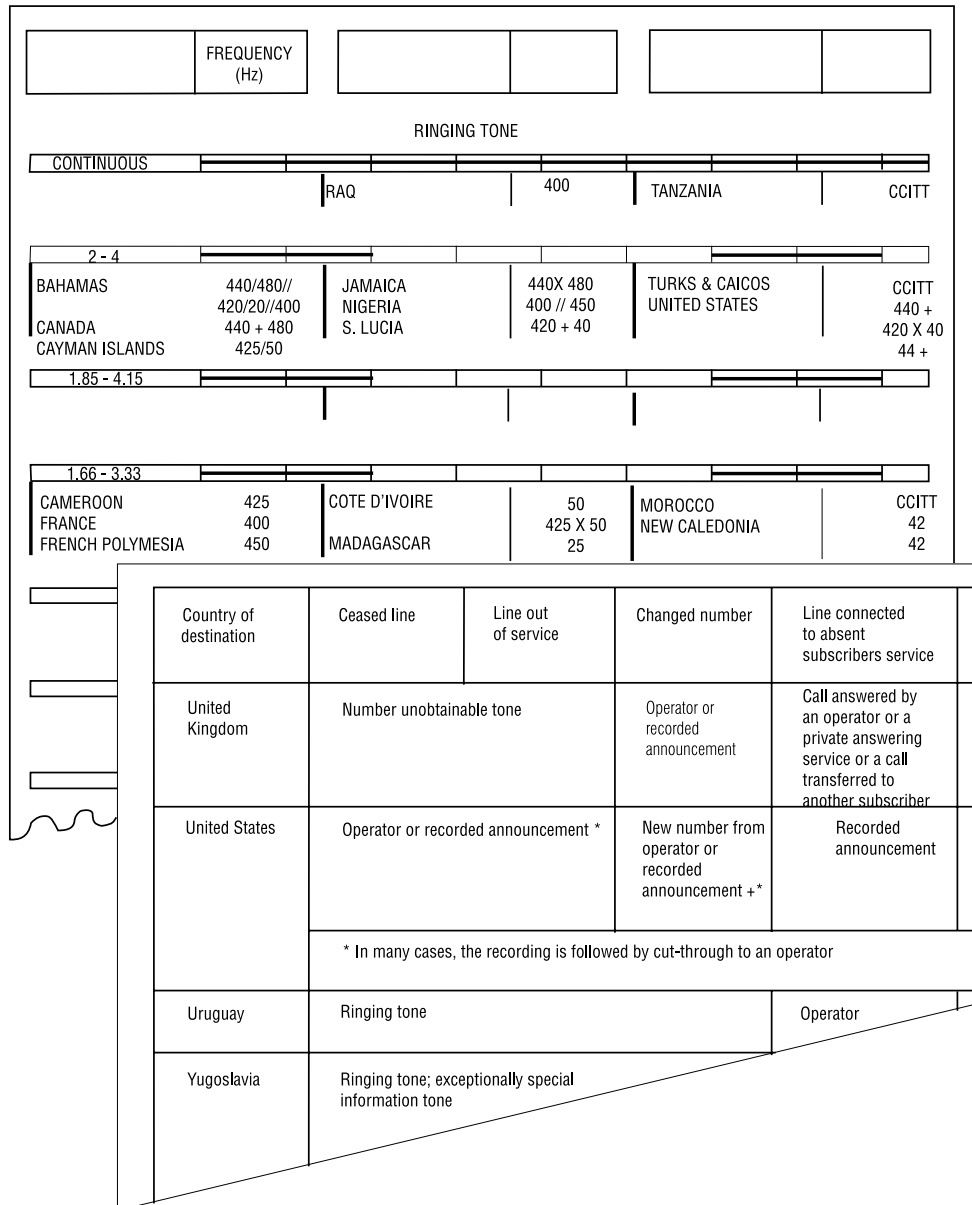 FREQUENCY
(Hz)
RINGING TONE
CONTINUOUS
RAQ 400 TANZANIA CCITT
2 - 4
BAHAMAS 440/480// JAMAICA 440X 480 TURKS & CAICOS CCITT
420/20//400 NIGERIA 400 // 450 UNITED STATES 440 +
CANADA 440 + 480 S. LUCIA 420 + 40 420 X 40
CAYMAN ISLANDS 425/50 44 +
1.85 - 4.15
1.66 - 3.33
CAMEROON 425 COTE D'IVOIRE 50 MOROCCO CCITT
FRANCE 400 425 X 50 NEW CALEDONIA 42
FRENCH POLYMESIA 450 MADAGASCAR 25 42
Country of
destination
Ceased line
Line out
of service
Changed number
Line connected
to absent
subscribers service
United
Kingdom
Number unobtainable tone
Operator or
recorded
announcement
Call answered by
an operator or a
private answering
service or a call
transferred to
another subscriber
United States
Operator or recorded announcement *
New number from
operator or
recorded
announcement +*
Recorded
announcement
* In many cases, the recording is followed by cut-through to an operator
Uruguay
Ringing tone
Operator
Yugoslavia
Ringing tone; exceptionally special
information tone